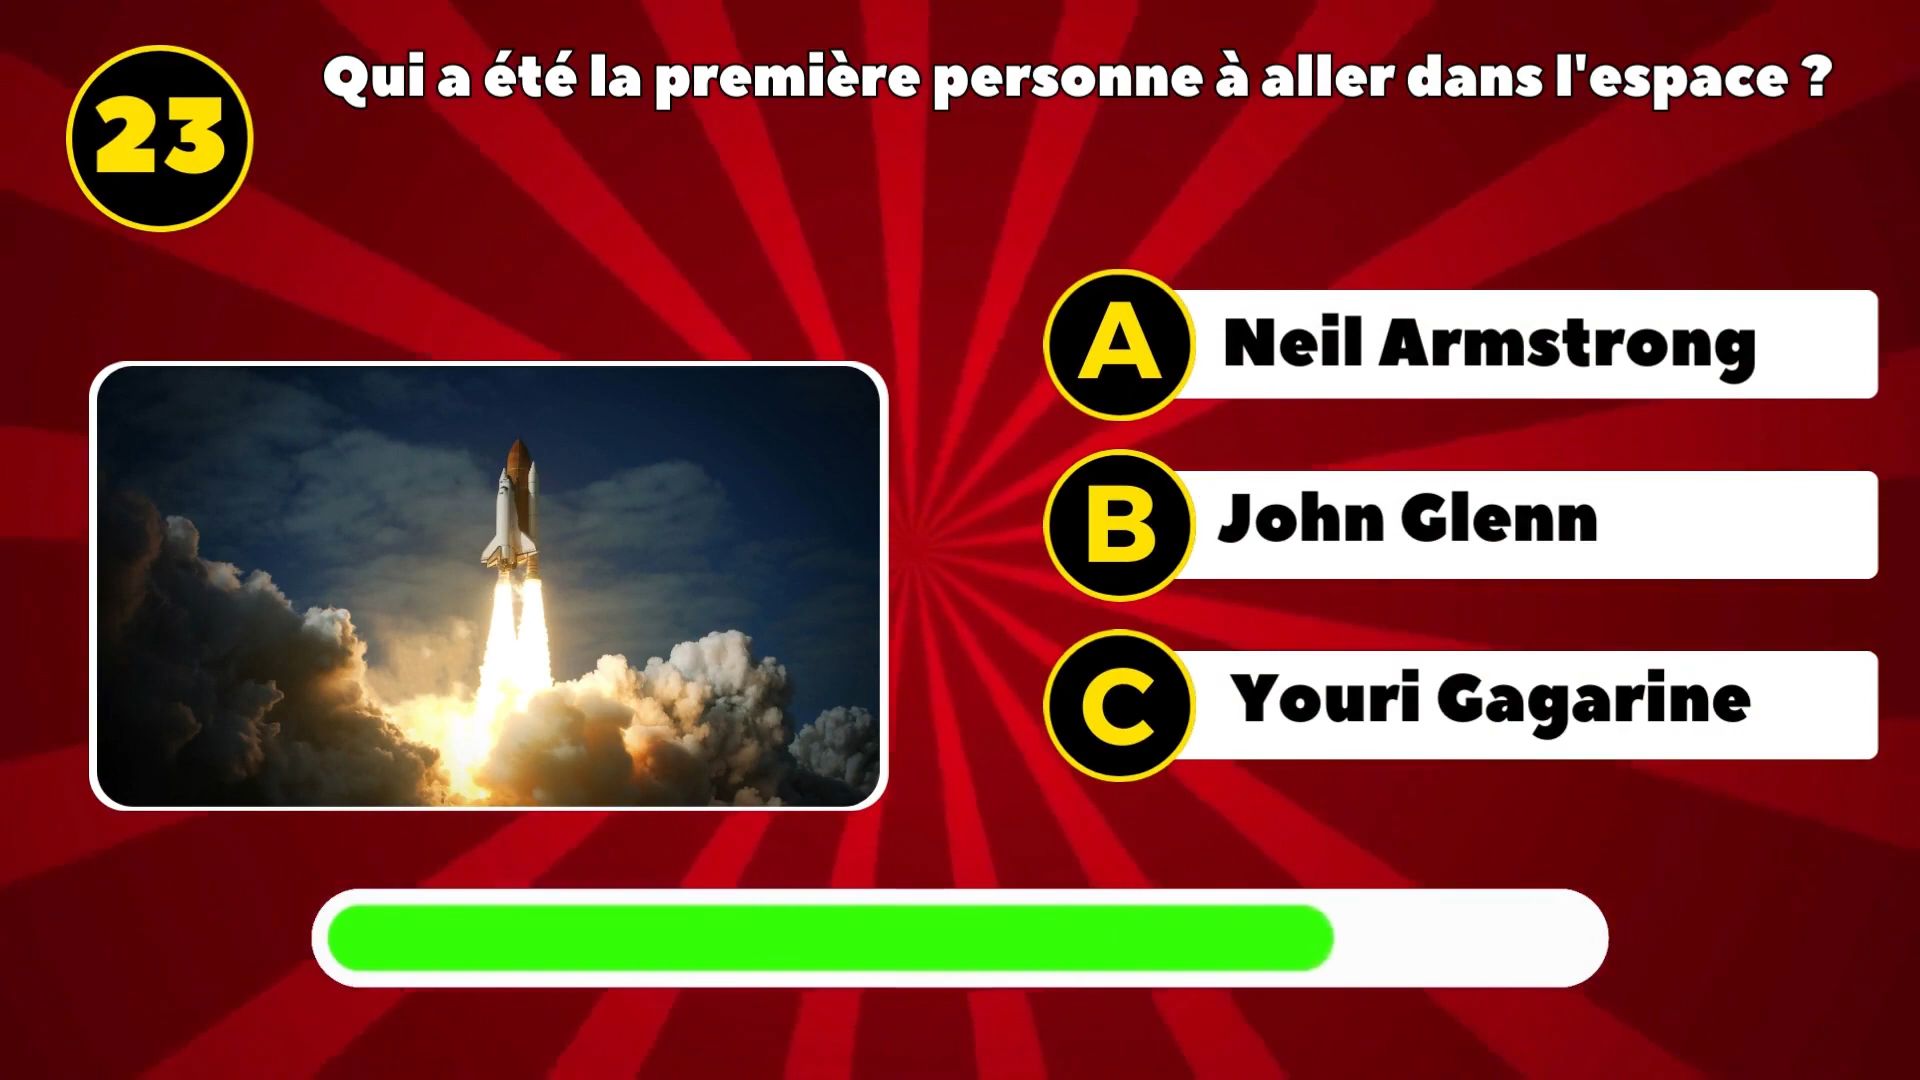 23
Qui a été la première personne à aller dans l'espace ?
A Neil Armstrong
B John Glenn
C Youri Gagarine